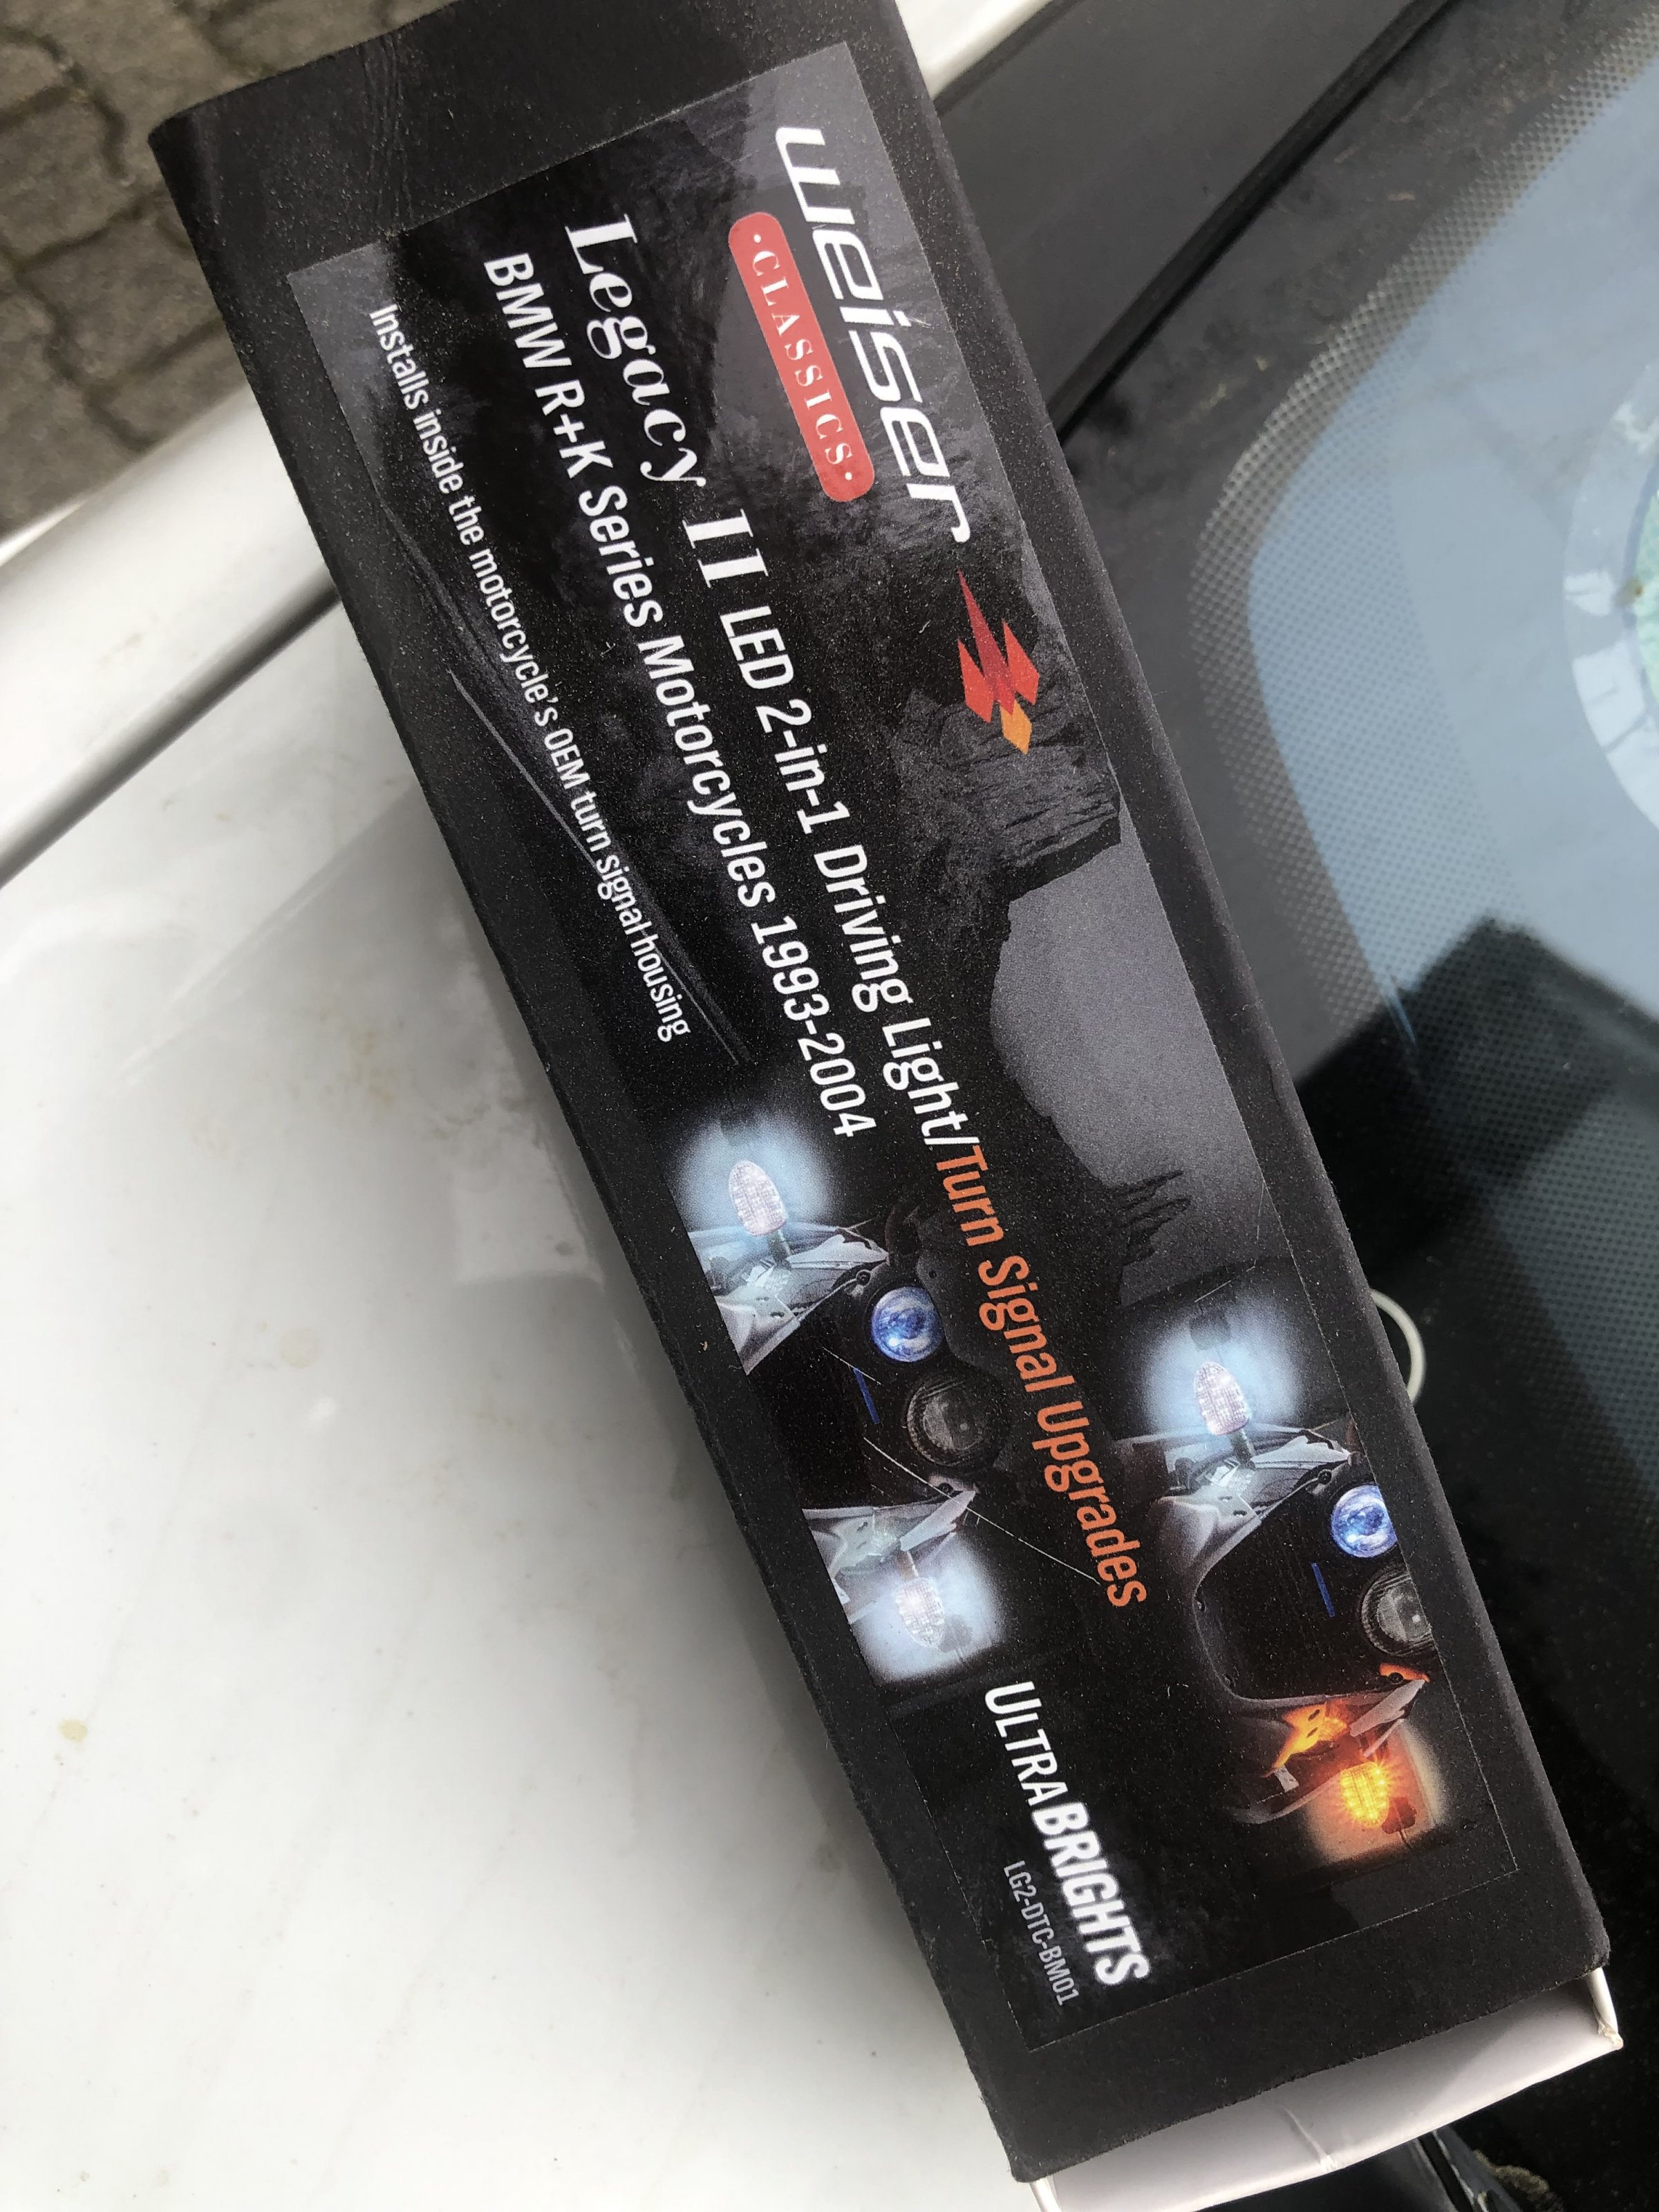 weiser
·CLASSICS·
Legacy II LED 2-in-1 Driving Light/Turn Signal Upgrades
BMW R+K Series Motorcycles 1993-2004
Installs inside the motorcycle's OEM turn signal housing
ULTRABRIGHTS
LG2-DTC-BM01